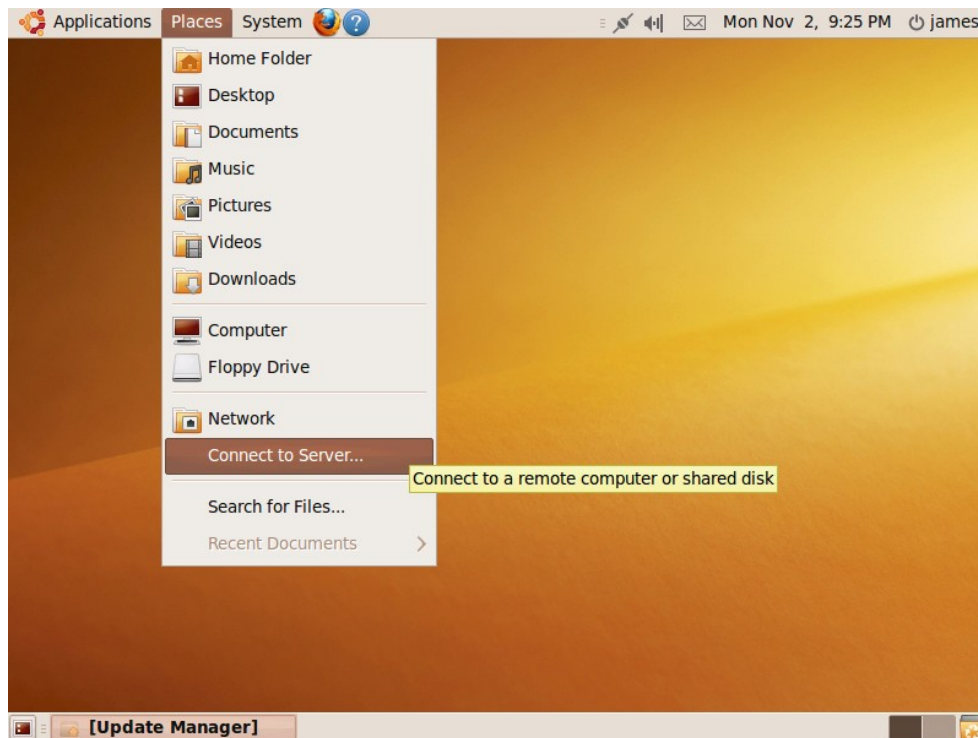 Applications Places System Mon Nov 2, 9:25 PM james
Home Folder
Desktop
Documents
Music
Pictures
Videos
Downloads
Computer
Floppy Drive
Network
Connect to Server...
Connect to a remote computer or shared disk
Search for Files...
Recent Documents
[Update Manager]